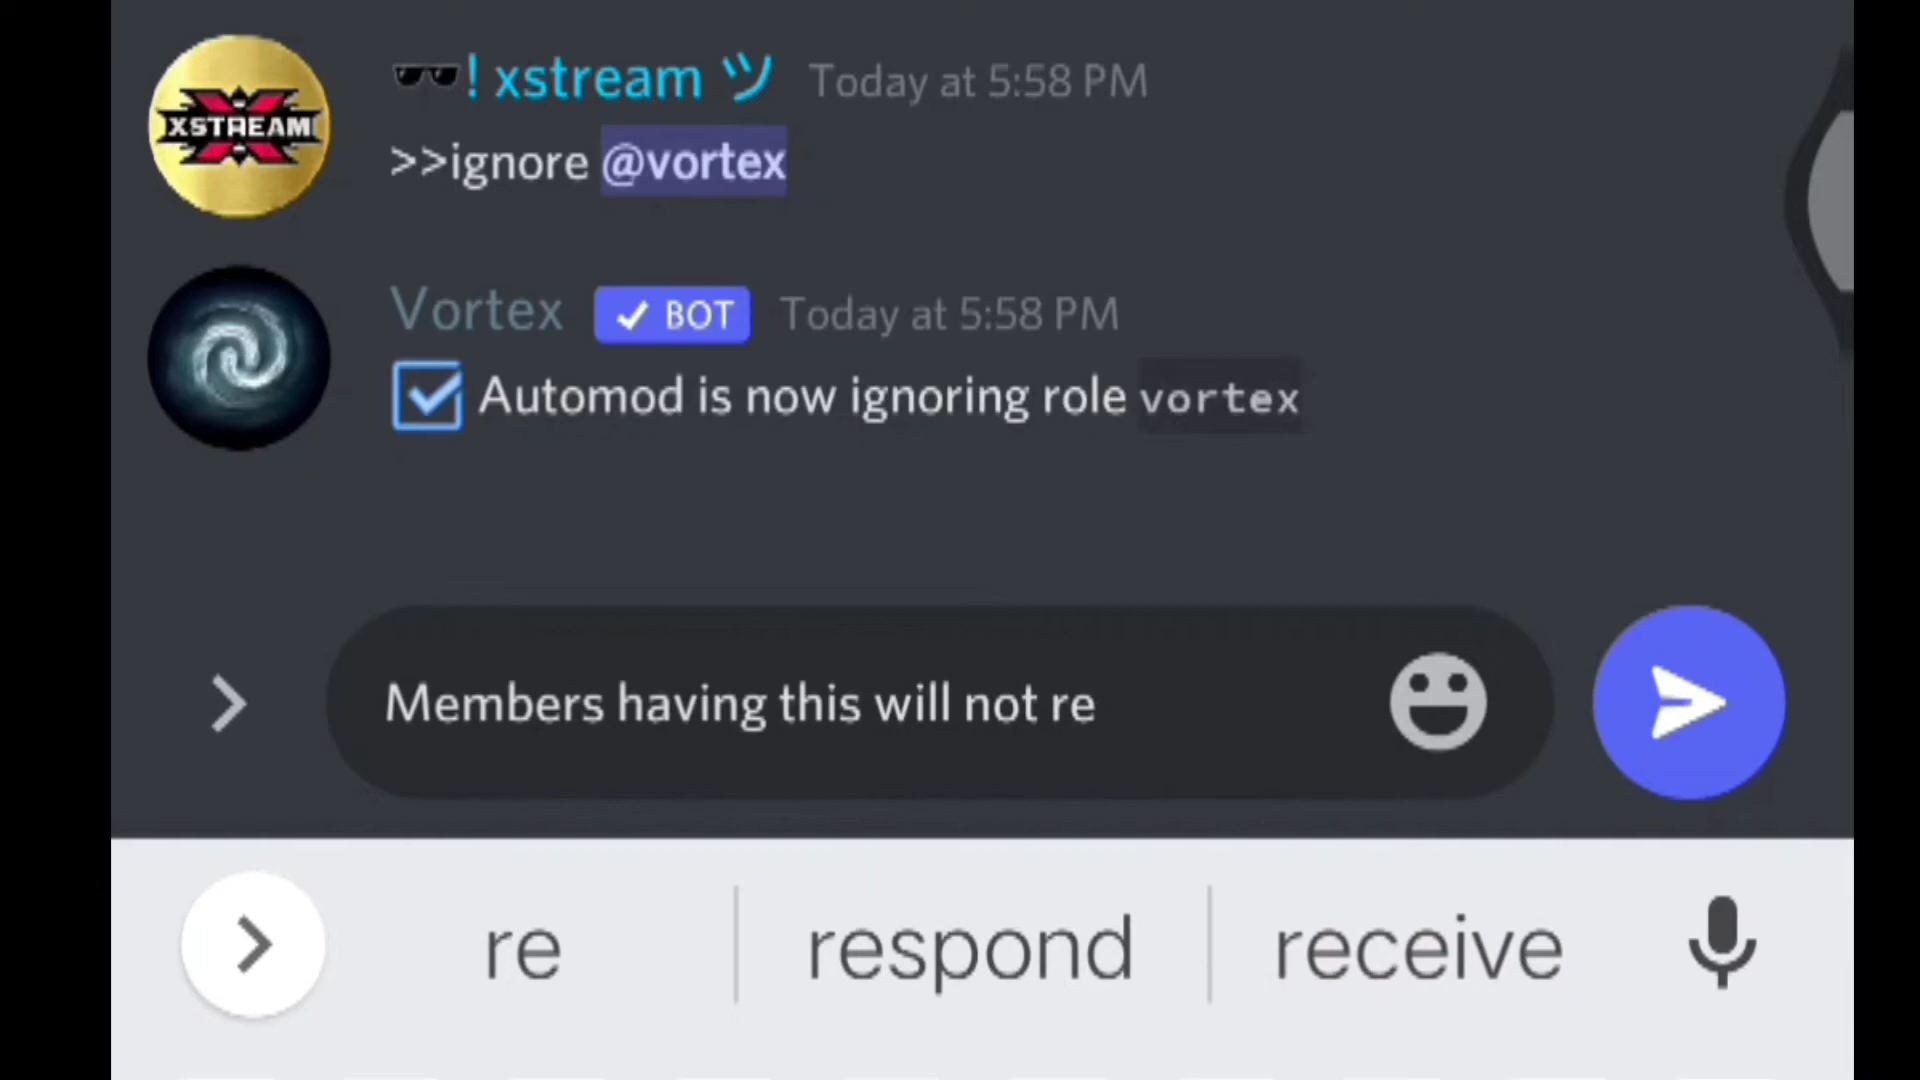 XSTREAM
🕶️! xstream ツ Today at 5:58 PM
>>ignore @vortex
Vortex ✓ BOT Today at 5:58 PM
Automod is now ignoring role vortex
Members having this will not re
re respond receive